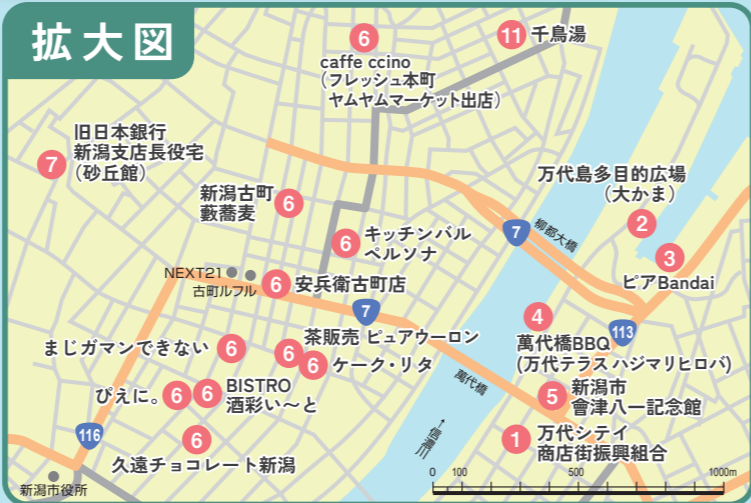 拡大図
6
caffe ccino
(フレッシュ本町
ヤムヤムマーケット出店)
11 千鳥湯
7
旧日本銀行
新潟支店長役宅
(砂丘館)
新潟古町
藪蕎麦
6
6
キッチンバル
ペルソナ
万代島多目的広場
(大かま)
2
3
ピアBandai
7
柳都大橋
NEXT21
古町ルフル
6 安兵衛古町店
7
茶販売 ピュアウーロン
6
6 ケーク・リタ
まじガマンできない 6
ぴえに。 6
6 BISTRO
酒彩い〜と
6
久遠チョコレート新潟
116
新潟市役所
4
萬代橋BBQ
(万代テラス ハジマリヒロバ)
113
萬代橋
5 新潟市
會津八一記念館
1 万代シテイ
商店街振興組合
↑信濃川
0 100 500 1000m